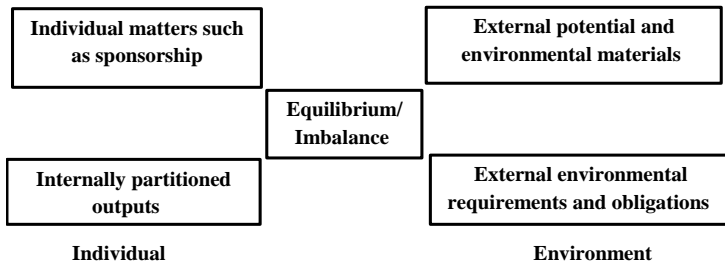 Individual matters such
as sponsorship
External potential and
environmental materials
Equilibrium/
Imbalance
Internally partitioned
outputs
External environmental
requirements and obligations
Individual
Environment